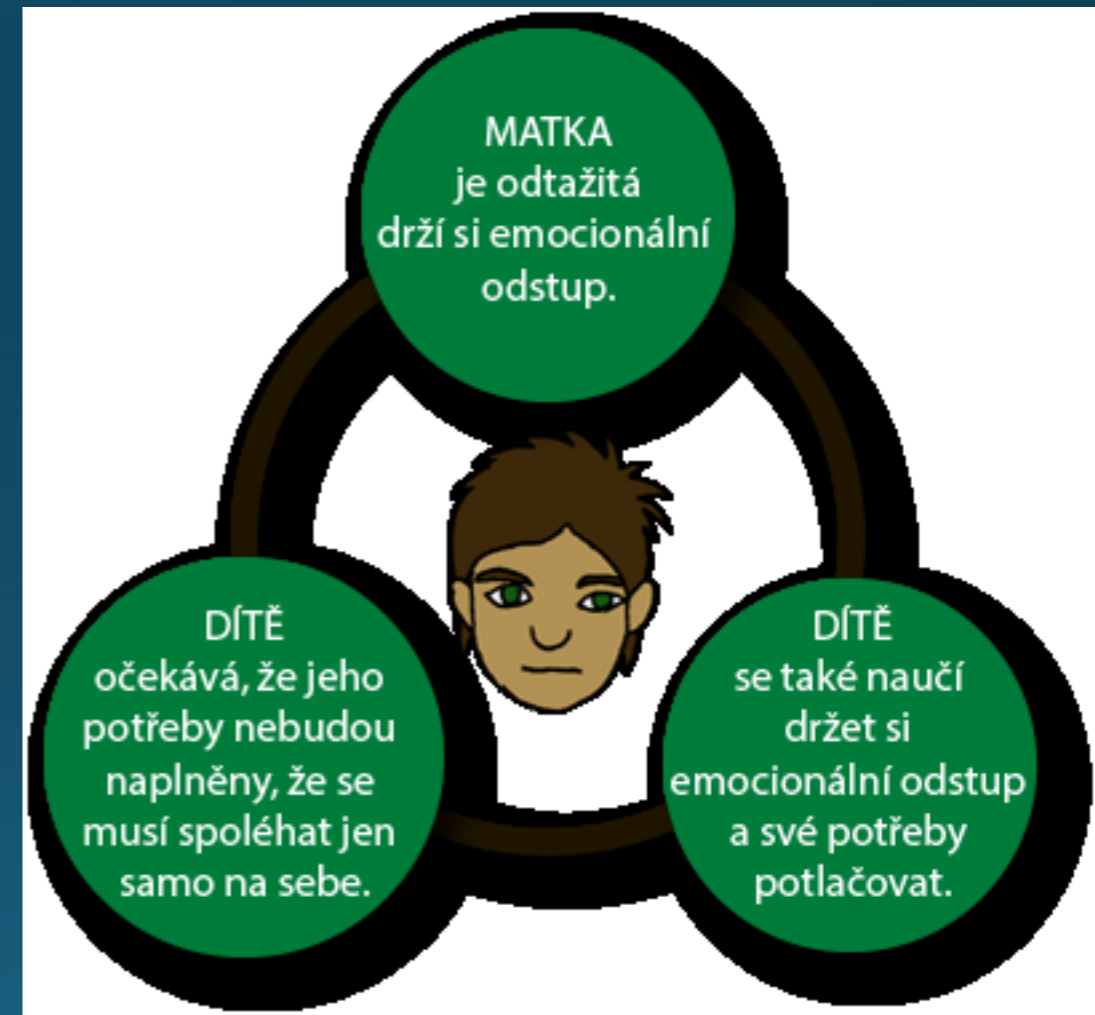 MATKA
je odtažitá
drží si emocionální
odstup.
DÍTĚ
očekává, že jeho
potřeby nebudou
naplněny, že se
musí spoléhat jen
samo na sebe.
DÍTĚ
se také naučí
držet si
emocionální odstup
a své potřeby
potlačovat.